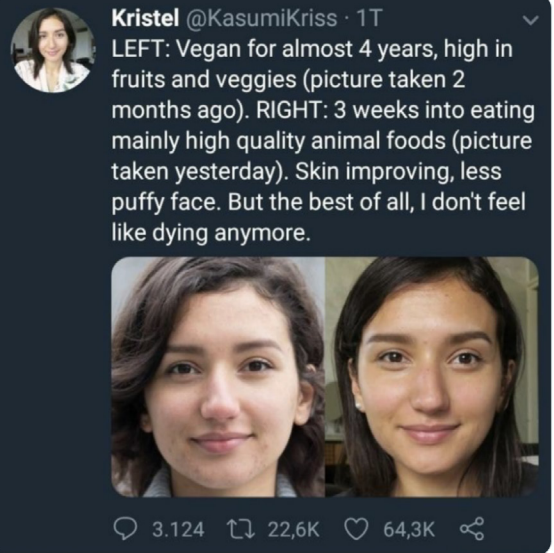 Kristel @KasumiKriss · 1T
LEFT: Vegan for almost 4 years, high in
fruits and veggies (picture taken 2
months ago). RIGHT: 3 weeks into eating
mainly high quality animal foods (picture
taken yesterday). Skin improving, less
puffy face. But the best of all, I don't feel
like dying anymore.
3.124 22,6K 64,3K